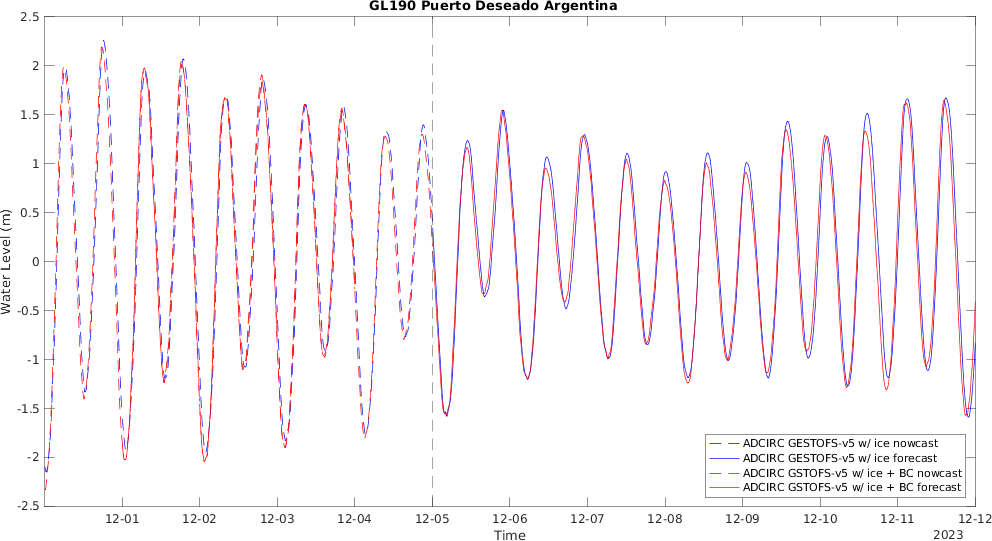 GL190 Puerto Deseado Argentina
2.5
2
1.5
1
0.5
0
-0.5
-1
-1.5
-2
-2.5
Water Level (m)
ADCIRC GESTOFS-v5 w/ ice nowcast
ADCIRC GESTOFS-v5 w/ ice forecast
ADCIRC GSTOFS-v5 w/ ice + BC nowcast
ADCIRC GSTOFS-v5 w/ ice + BC forecast
12-01 12-02 12-03 12-04 12-05 12-06 12-07 12-08 12-09 12-10 12-11 12-12
Time
2023